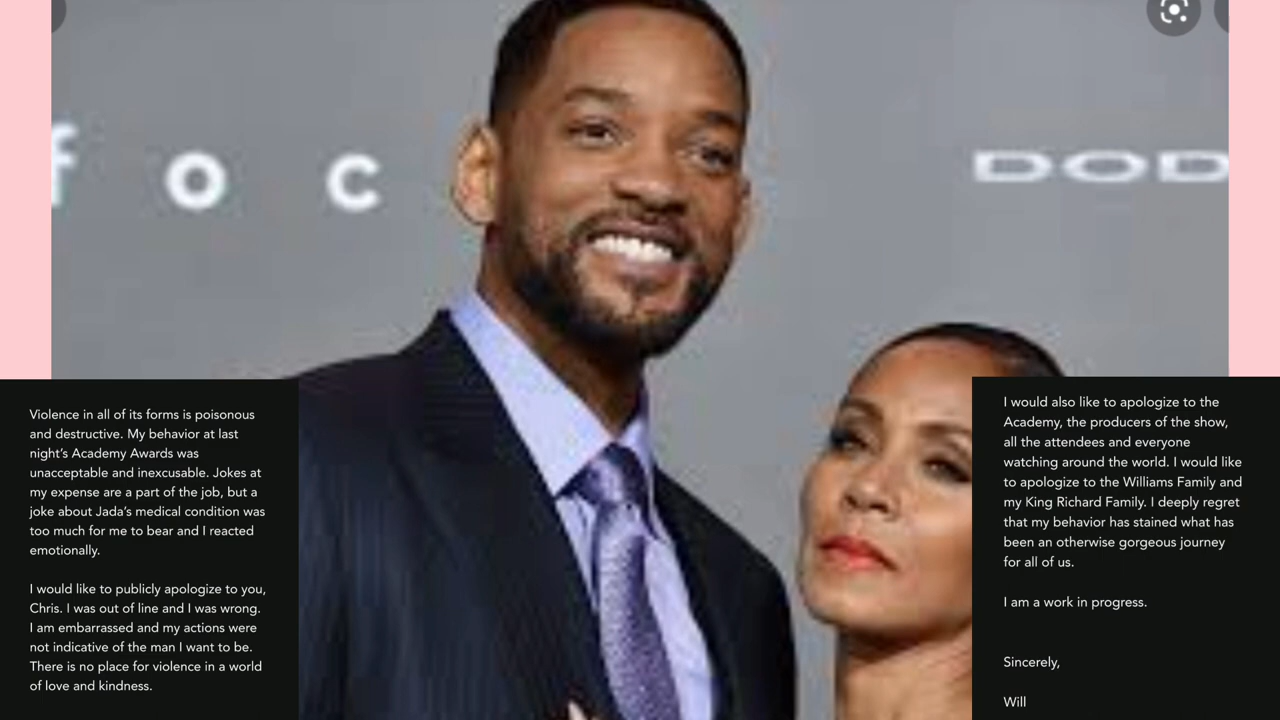 f o c
DOD
Violence in all of its forms is poisonous
and destructive. My behavior at last
night's Academy Awards was
unacceptable and inexcusable. Jokes at
my expense are a part of the job, but a
joke about Jada's medical condition was
too much for me to bear and I reacted
emotionally.
I would like to publicly apologize to you,
Chris. I was out of line and I was wrong.
I am embarrassed and my actions were
not indicative of the man I want to be.
There is no place for violence in a world
of love and kindness.
I would also like to apologize to the
Academy, the producers of the show,
all the attendees and everyone
watching around the world. I would like
to apologize to the Williams Family and
my King Richard Family. I deeply regret
that my behavior has stained what has
been an otherwise gorgeous journey
for all of us.
I am a work in progress.
Sincerely,
Will